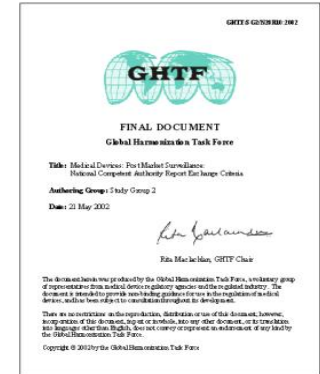 GHTF
FINAL DOCUMENT
Global Harmonization Task Force
Title: Medical Devices: Post Market Surveillance:
National Competent Authority Report Exchange Criteria
Authoring Group: Study Group 2
Date: 21 May 2002
Rita Maclachlan, GHTF Chair
The document herein was produced by the Global Harmonization Task Force, a voluntary group
of representatives from medical device regulatory agencies and the regulated industry. The
document is intended to provide non-binding guidance for use in the regulation of medical
devices, and has been subject to consultation throughout its development.
There are no restrictions on the reproduction, distribution or use of this document; however,
incorporation of this document, in part or in whole, into any other document, or its translation
into languages other than English, does not convey or represent an endorsement of any kind by
the Global Harmonization Task Force.
Copyright © 2002 by the Global Harmonization Task Force